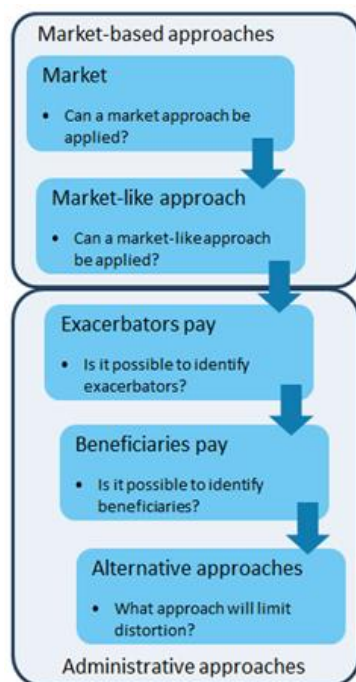 Market-based approaches
Market
• Can a market approach be
applied?
Market-like approach
• Can a market-like approach
be applied?
Exacerbators pay
• Is it possible to identify
exacerbators?
Beneficiaries pay
• Is it possible to identify
beneficiaries?
Alternative approaches
• What approach will limit
distortion?
Administrative approaches